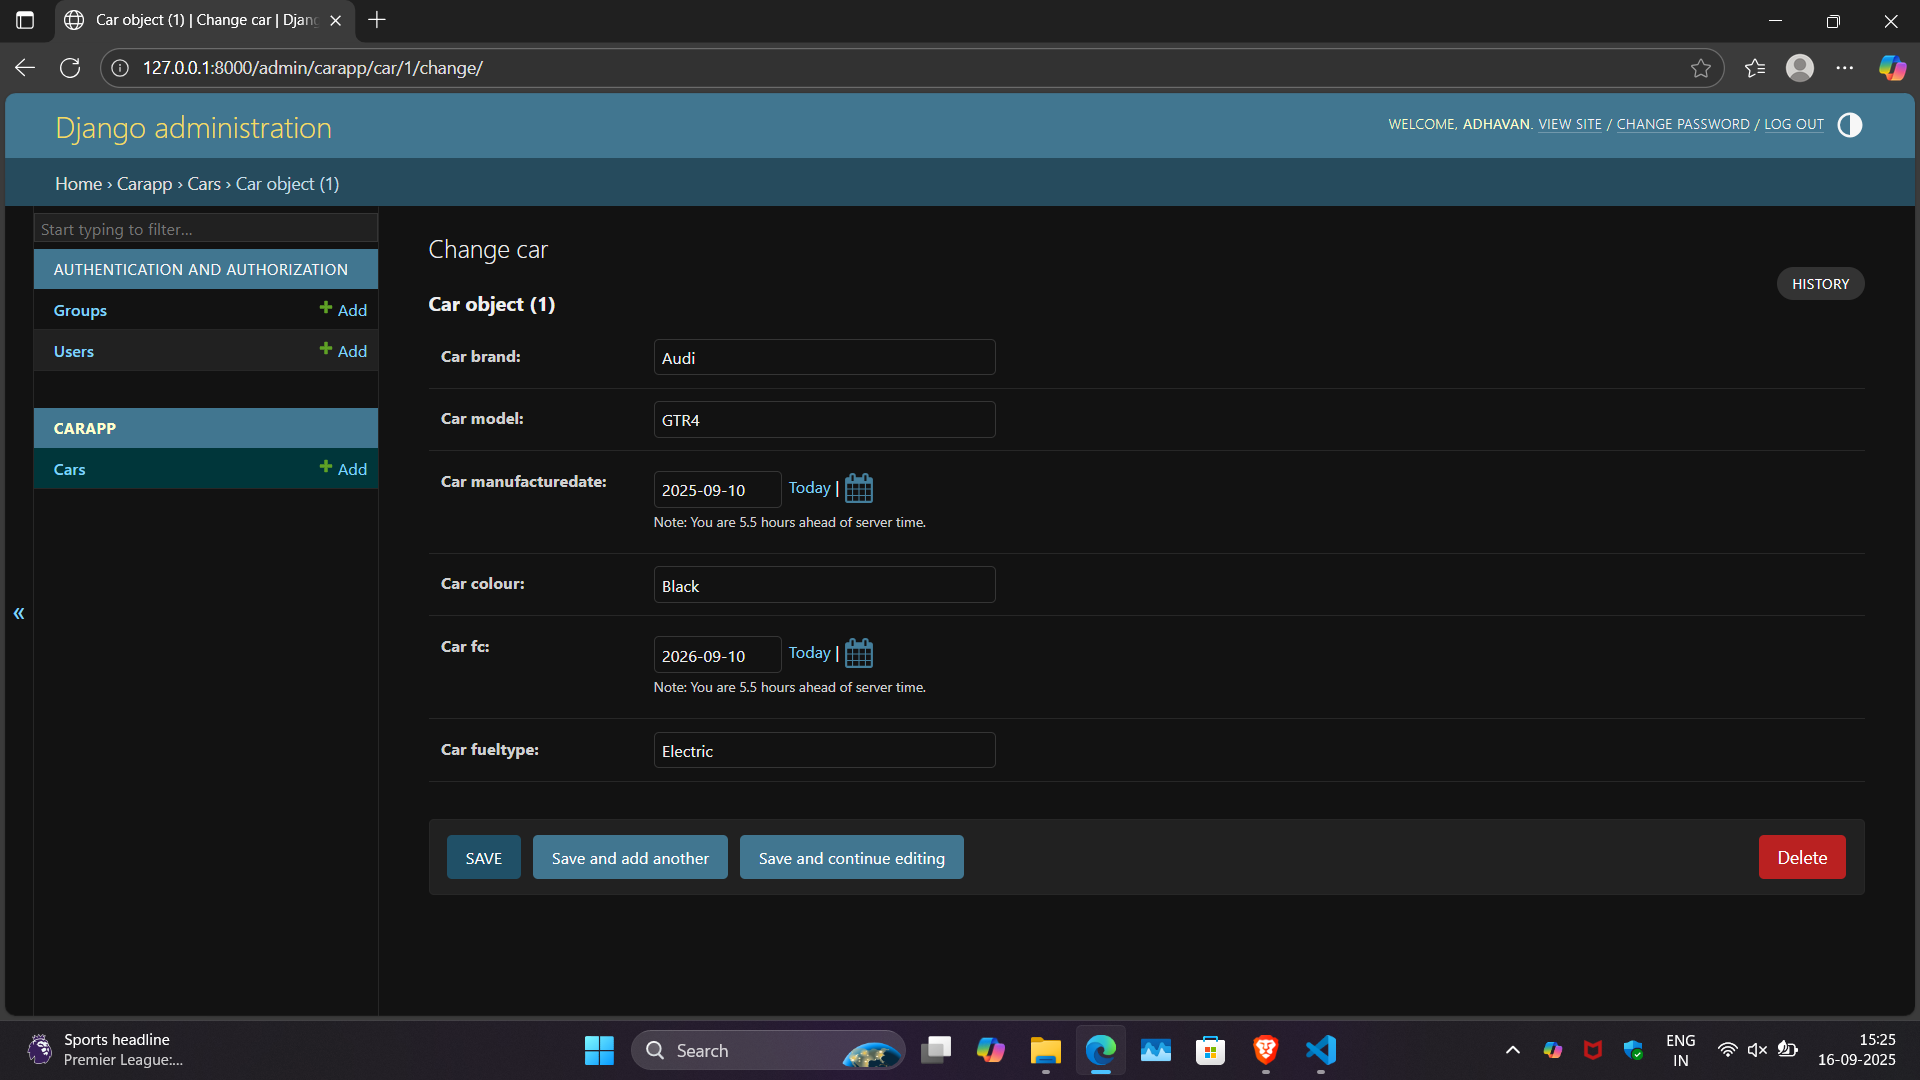 Car object (1) | Change car | Djang
127.0.0.1:8000/admin/carapp/car/1/change/
Django administration
WELCOME, ADHAVAN. VIEW SITE / CHANGE PASSWORD / LOG OUT
Home › Carapp › Cars › Car object (1)
Start typing to filter...
AUTHENTICATION AND AUTHORIZATION
Groups
Add
Users
Add
CARAPP
Cars
Add
«
Change car
HISTORY
Car object (1)
Car brand:
Audi
Car model:
GTR4
Car manufacturedate:
2025-09-10
Today |
Note: You are 5.5 hours ahead of server time.
Car colour:
Black
Car fc:
2026-09-10
Today |
Note: You are 5.5 hours ahead of server time.
Car fueltype:
Electric
SAVE
Save and add another
Save and continue editing
Delete
Sports headline
Premier League:...
Search
ENG
IN
15:25
16-09-2025